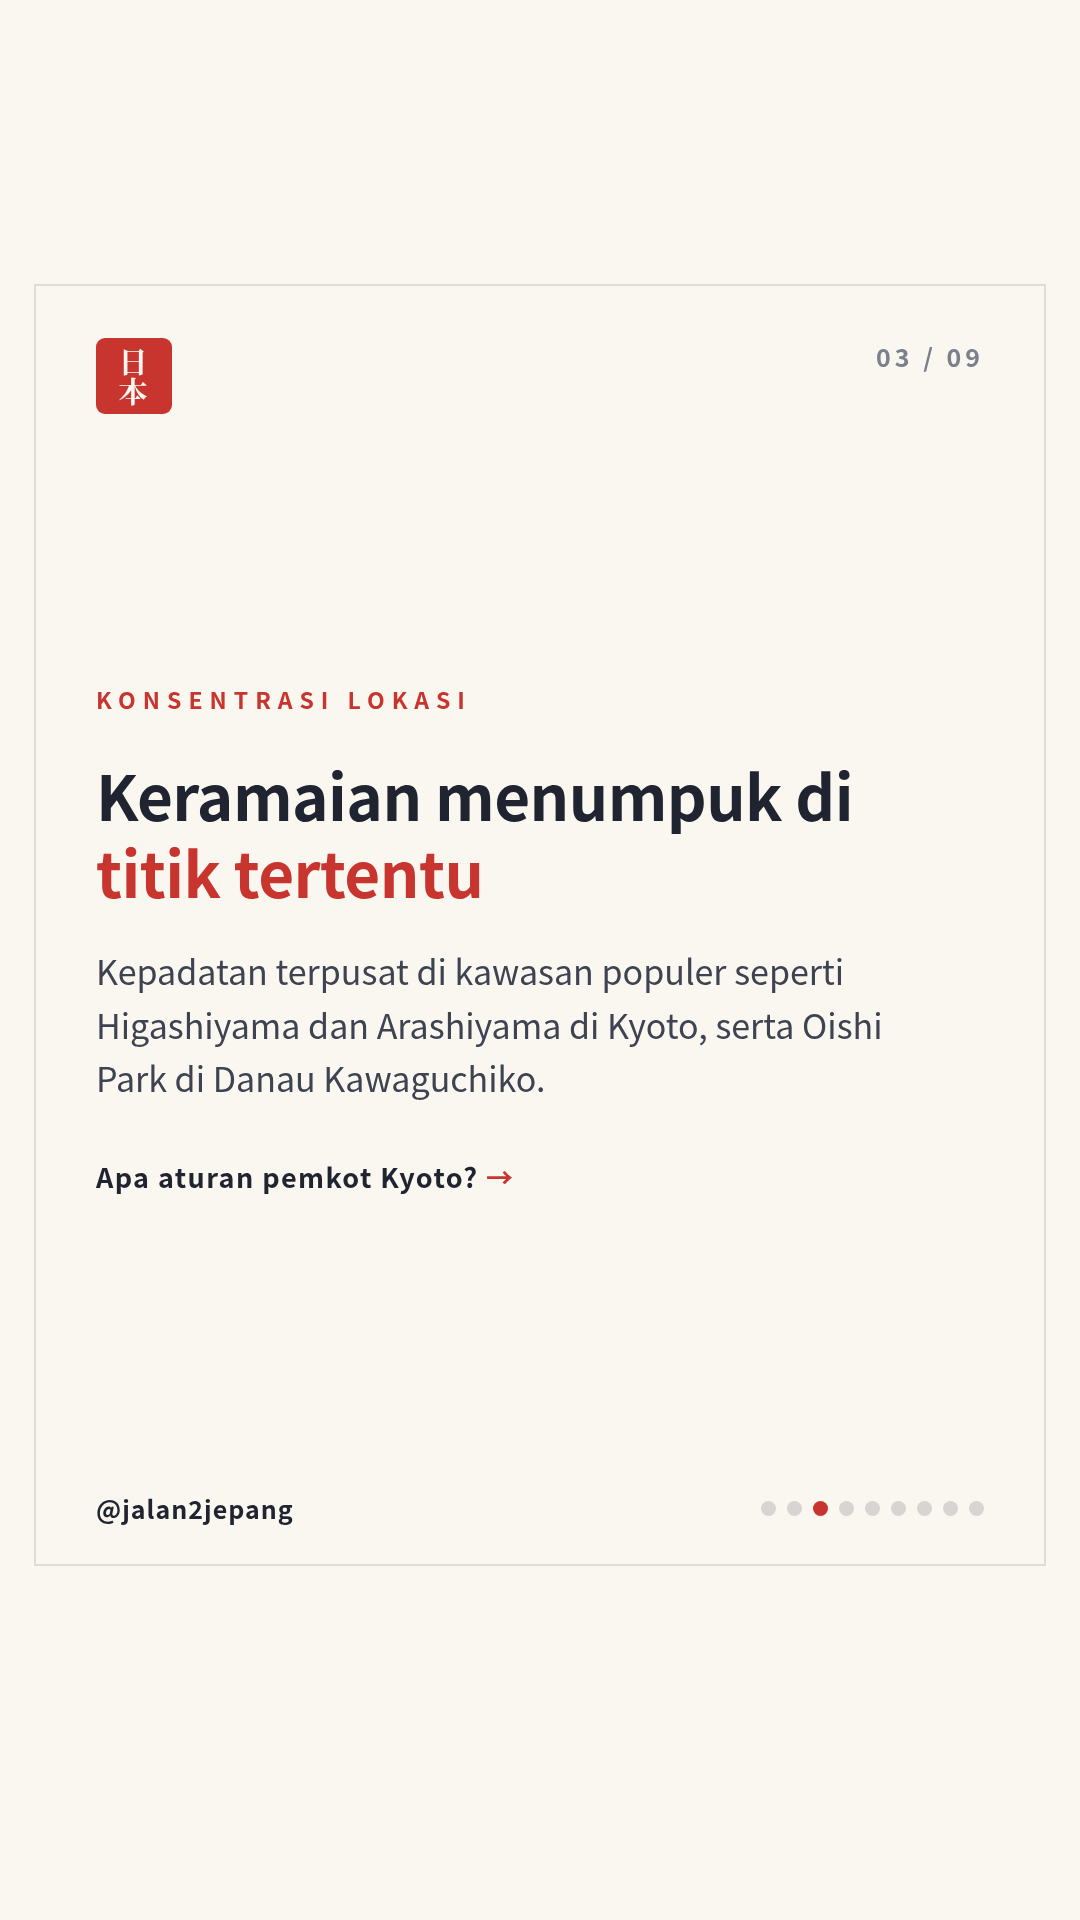 日本
03 / 09
KONSENTRASI LOKASI
Keramaian menumpuk di
titik tertentu
Kepadatan terpusat di kawasan populer seperti
Higashiyama dan Arashiyama di Kyoto, serta Oishi
Park di Danau Kawaguchiko.
Apa aturan pemkot Kyoto? →
@jalan2jepang